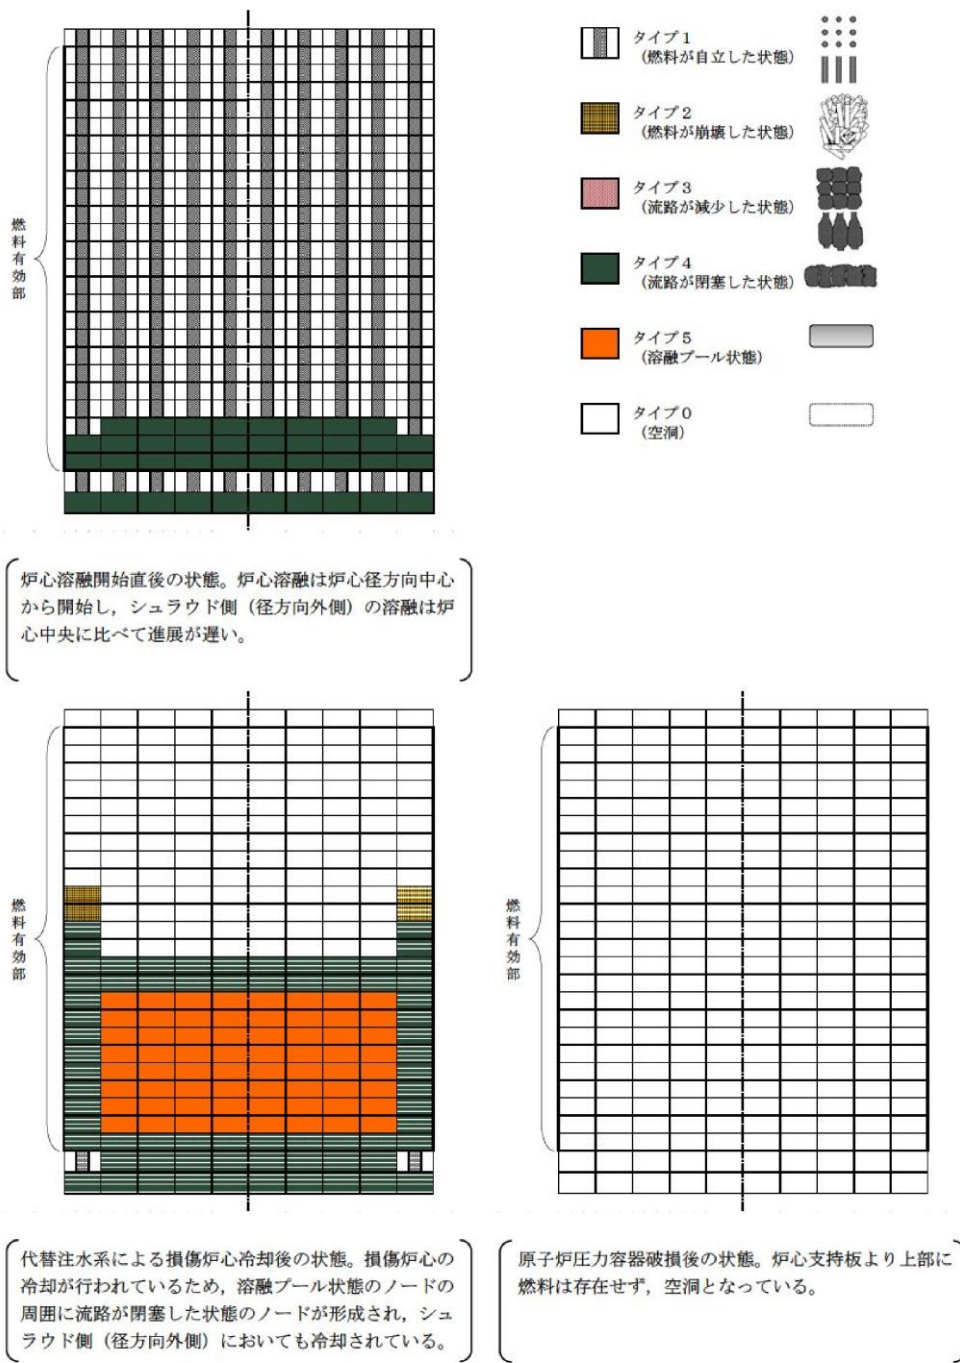 燃料有効部
タイプ1
(燃料が自立した状態)
タイプ2
(燃料が崩壊した状態)
タイプ3
(流路が減少した状態)
タイプ4
(流路が閉塞した状態)
タイプ5
(溶融プール状態)
タイプ0
(空洞)
炉心溶融開始直後の状態。炉心溶融は炉心径方向中心
から開始し,シュラウド側(径方向外側)の溶融は炉
心中央に比べて進展が遅い。
燃料有効部
燃料有効部
代替注水系による損傷炉心冷却後の状態。損傷炉心の
冷却が行われているため,溶融プール状態のノードの
周囲に流路が閉塞した状態のノードが形成され,シュ
ラウド側(径方向外側)においても冷却されている。
原子炉圧力容器破損後の状態。炉心支持板より上部に
燃料は存在せず,空洞となっている。